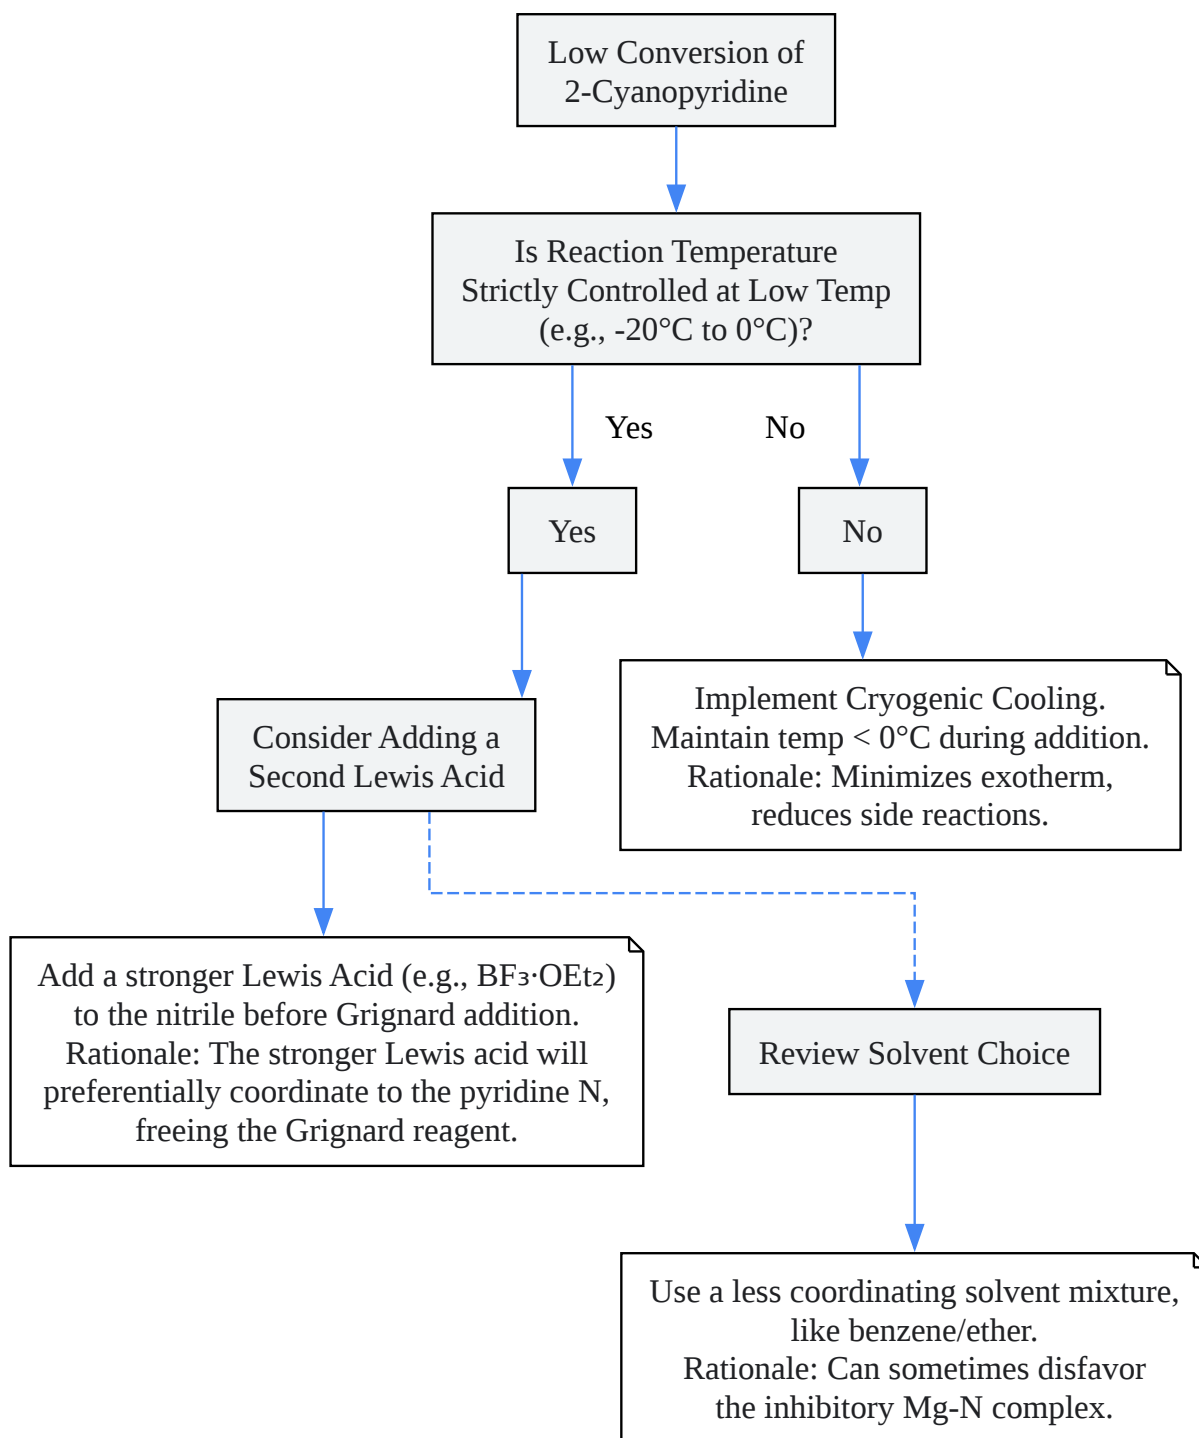 Low Conversion of
2-Cyanopyridine
Is Reaction Temperature
Strictly Controlled at Low Temp
(e.g., -20°C to 0°C)?
Yes
No
Yes
No
Consider Adding a
Second Lewis Acid
Implement Cryogenic Cooling.
Maintain temp < 0°C during addition.
Rationale: Minimizes exotherm,
reduces side reactions.
Add a stronger Lewis Acid (e.g., BF₃·OEt₂)
to the nitrile before Grignard addition.
Rationale: The stronger Lewis acid will
preferentially coordinate to the pyridine N,
freeing the Grignard reagent.
Review Solvent Choice
Use a less coordinating solvent mixture,
like benzene/ether.
Rationale: Can sometimes disfavor
the inhibitory Mg-N complex.